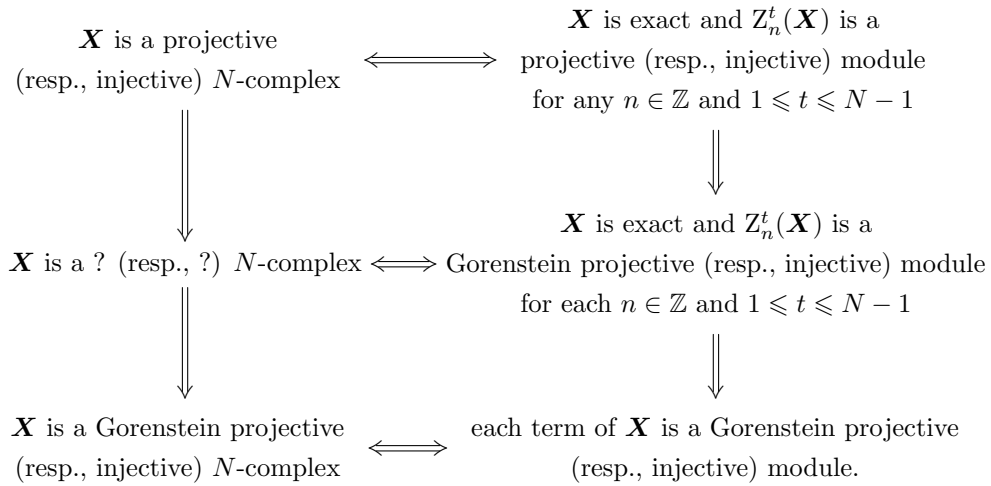 𝑿 is a projective
(resp., injective) N-complex
𝑿 is exact and Zₙᵗ(𝑿) is a
projective (resp., injective) module
for any n ∈ ℤ and 1 ⩽ t ⩽ N − 1
𝑿 is a ? (resp., ?) N-complex
𝑿 is exact and Zₙᵗ(𝑿) is a
Gorenstein projective (resp., injective) module
for each n ∈ ℤ and 1 ⩽ t ⩽ N − 1
𝑿 is a Gorenstein projective
(resp., injective) N-complex
each term of 𝑿 is a Gorenstein projective
(resp., injective) module.